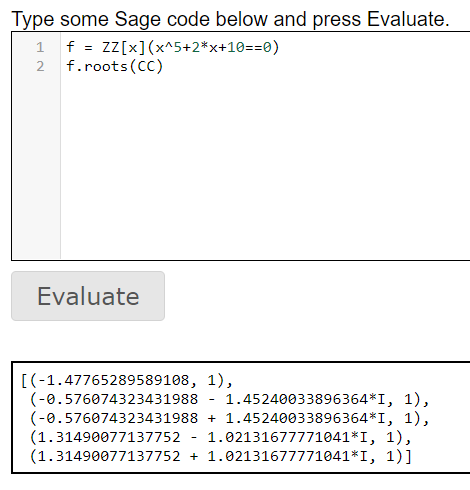 Type some Sage code below and press Evaluate.
1 f = ZZ[x](x^5+2*x+10==0)
2 f.roots(CC)
Evaluate
[(-1.47765289589108, 1),
(-0.576074323431988 - 1.45240033896364*I, 1),
(-0.576074323431988 + 1.45240033896364*I, 1),
(1.31490077137752 - 1.02131677771041*I, 1),
(1.31490077137752 + 1.02131677771041*I, 1)]